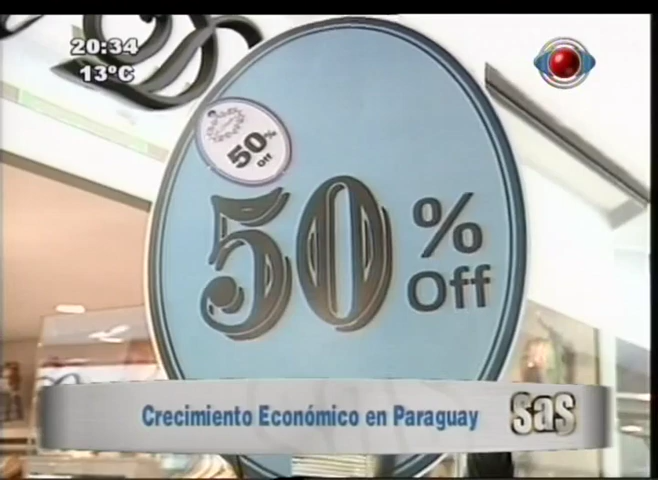 20:34
13°C
50%
Off
50%
Off
Crecimiento Económico en Paraguay
SaS